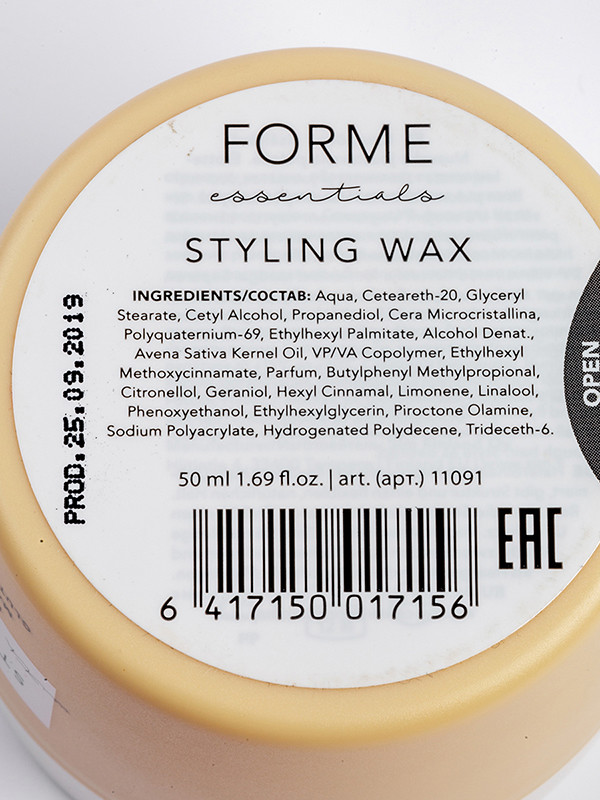 FORME
essentials
STYLING WAX
INGREDIENTS/СОСТАВ: Aqua, Ceteareth-20, Glyceryl
Stearate, Cetyl Alcohol, Propanediol, Cera Microcristallina,
Polyquaternium-69, Ethylhexyl Palmitate, Alcohol Denat.,
Avena Sativa Kernel Oil, VP/VA Copolymer, Ethylhexyl
Methoxycinnamate, Parfum, Butylphenyl Methylpropional,
Citronellol, Geraniol, Hexyl Cinnamal, Limonene, Linalool,
Phenoxyethanol, Ethylhexylglycerin, Piroctone Olamine,
Sodium Polyacrylate, Hydrogenated Polydecene, Trideceth-6.
50 ml 1.69 fl.oz. | art. (арт.) 11091
6 417150 017156
EAC
PROD.25.09.2019
OPEN